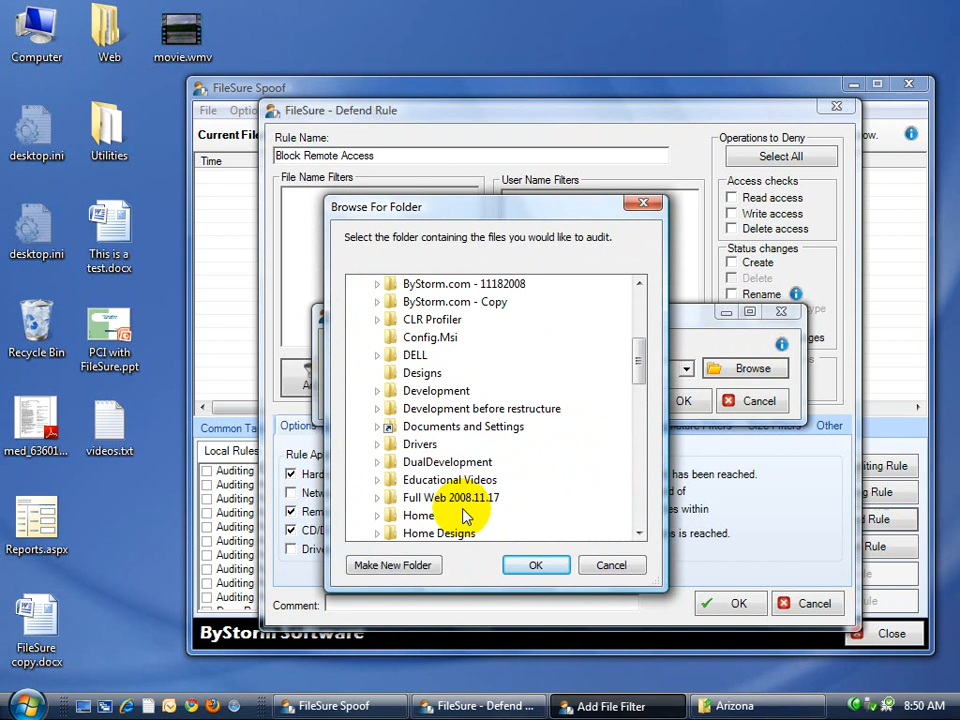 Computer
Web
movie.wmv
desktop.ini
Utilities
desktop.ini
This is a
test.docx
Recycle Bin
PCI with
FileSure.ppt
med_63601...
videos.txt
Reports.aspx
FileSure
copy.docx
FileSure Spoof
File
Optio
Current Fil
ow.
Time
FileSure - Defend Rule
Rule Name:
Block Remote Access
File Name Filters
User Name Filters
Operations to Deny
Select All
Access checks
Read access
Write access
Delete access
Status changes
Create
Delete
Rename
Browse For Folder
Select the folder containing the files you would like to audit.
ByStorm.com - 11182008
ByStorm.com - Copy
CLR Profiler
Config.Msi
DELL
Designs
Development
Development before restructure
Documents and Settings
Drivers
DualDevelopment
Educational Videos
Full Web 2008.11.17
Home
Home Designs
Make New Folder
OK
Cancel
Browse
OK
Cancel
Common Ta
Options
Size Filters
Other
Local Rules
Auditing
Auditing
Auditing
Auditing
Auditing
Auditing
Auditing
Auditing
Rule Ap
Hard
Netw
Rem
CD/D
Drive
has been reached.
d of
s within
s is reached.
iting Rule
g Rule
d Rule
Rule
Comment:
OK
Cancel
ByStorm Software
Close
FileSure Spoof
FileSure - Defend ...
Add File Filter
Arizona
8:50 AM